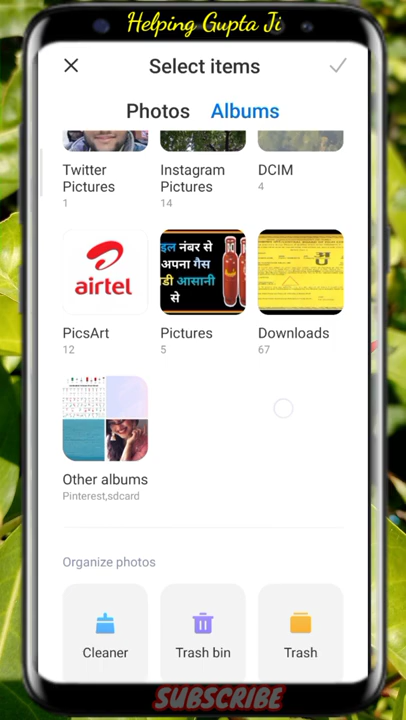 Helping Gupta Ji
Select items
Photos Albums
Twitter Pictures
1
Instagram Pictures
14
DCIM
4
airtel
PicsArt
12
इल नंबर से
अपना गैस
डी आसानी
से
Pictures
5
Downloads
67
Other albums
Pinterest,sdcard
Organize photos
Cleaner
Trash bin
Trash
SUBSCRIBE